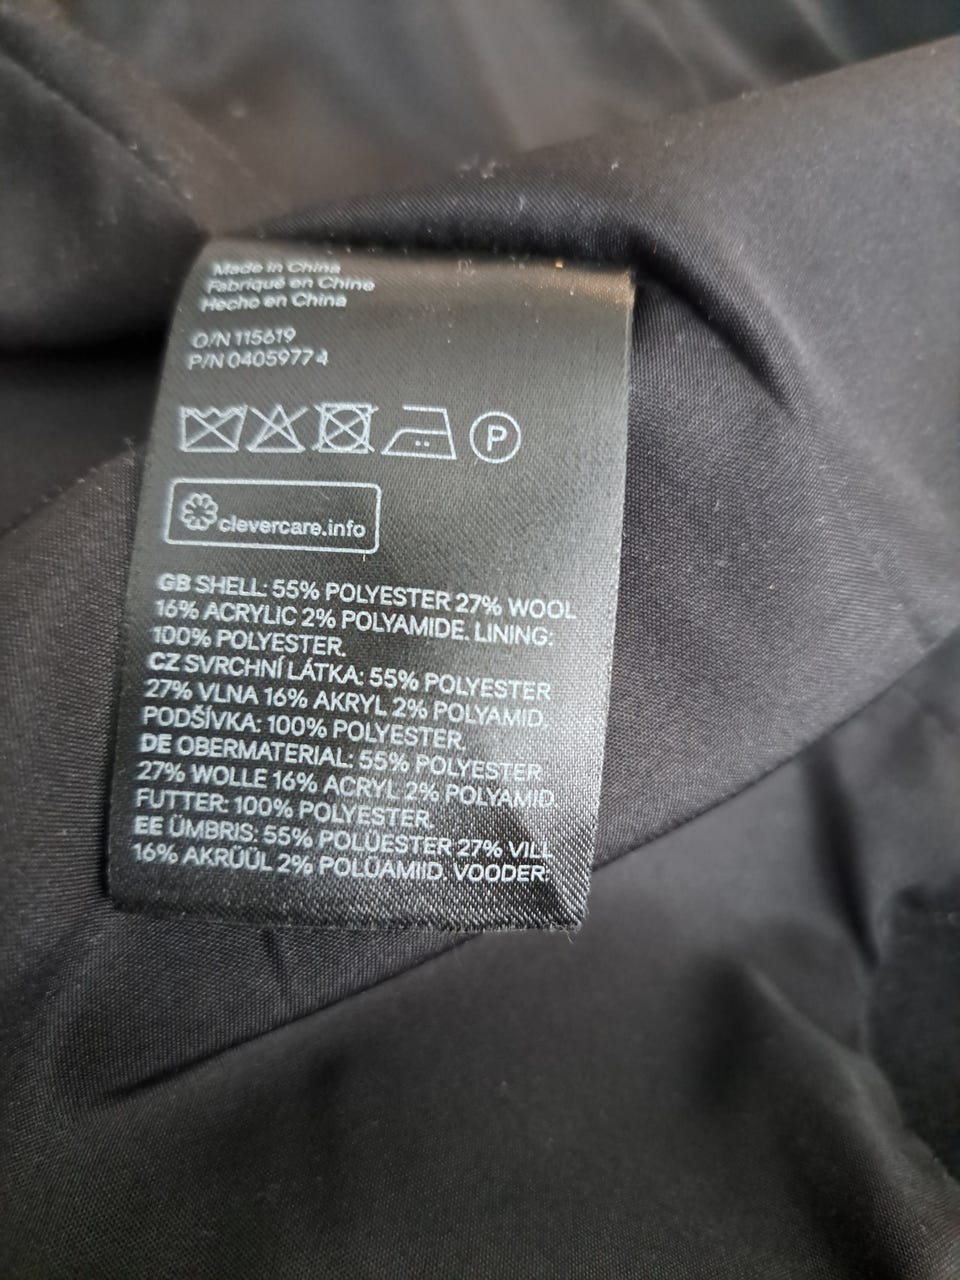 Made in China
Fabriqué en Chine
Hecho en China
O/N 115619
P/N 0405977 4
P
clevercare.info
GB SHELL: 55% POLYESTER 27% WOOL
16% ACRYLIC 2% POLYAMIDE. LINING:
100% POLYESTER.
CZ SVRCHNÍ LÁTKA: 55% POLYESTER
27% VLNA 16% AKRYL 2% POLYAMID.
PODŠÍVKA: 100% POLYESTER.
DE OBERMATERIAL: 55% POLYESTER
27% WOLLE 16% ACRYL 2% POLYAMID.
FUTTER: 100% POLYESTER.
EE ÜMBRIS: 55% POLÜESTER 27% VILL
16% AKRÜÜL 2% POLÜAMIID. VOODER: